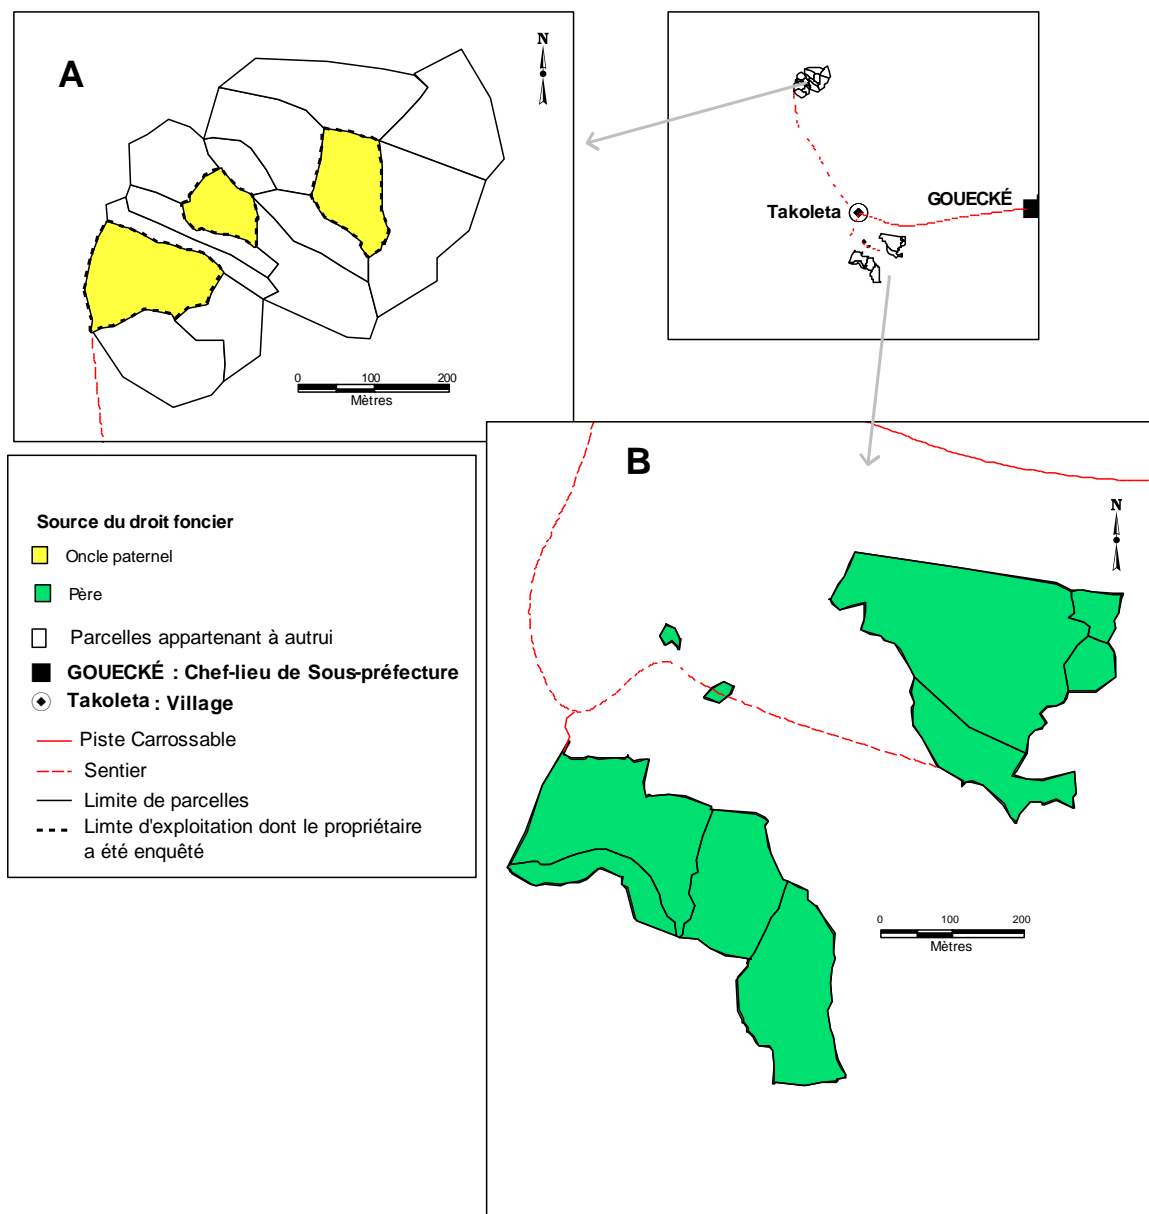 A
N
0 100 200
Mètres
GOUECKÉ
Takoleta
Source du droit foncier
Oncle paternel
Père
Parcelles appartenant à autrui
GOUECKÉ : Chef-lieu de Sous-préfecture
Takoleta : Village
Piste Carrossable
Sentier
Limite de parcelles
Limte d'exploitation dont le propriétaire
a été enquêté
B
N
0 100 200
Mètres